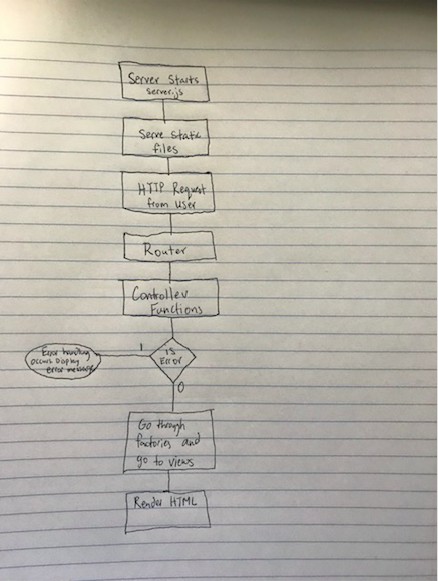 Server Starts
server.js
Serve Static
files
HTTP Request
from user
Router
Controller
Functions
is
Error
1
Error handling
occurs Display
error message
0
Go through
factories and
go to views
Render HTML